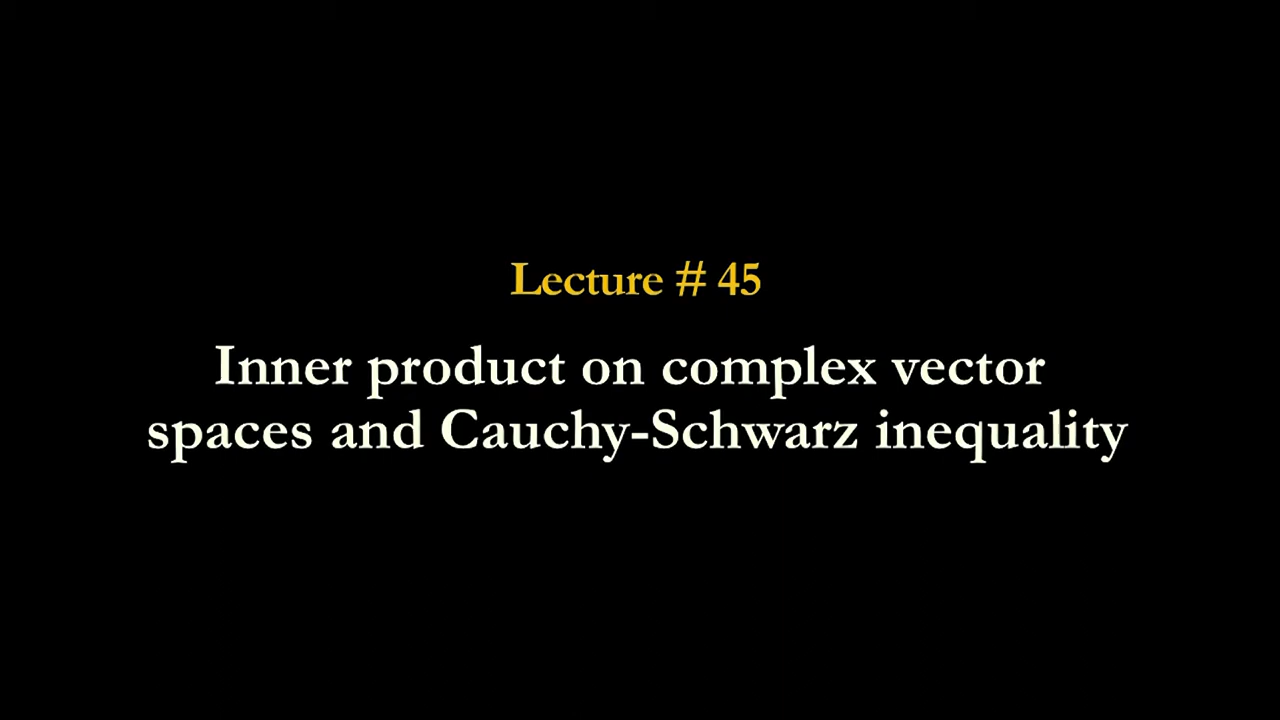 Lecture # 45
Inner product on complex vector
spaces and Cauchy-Schwarz inequality